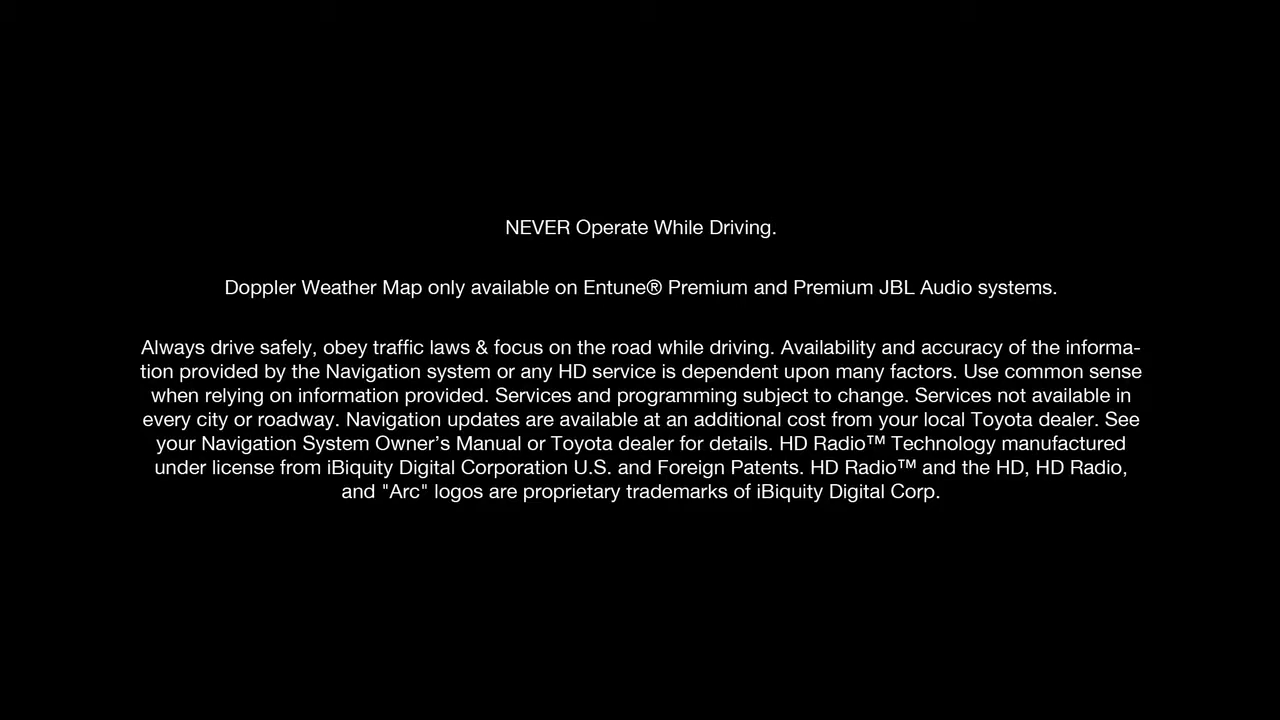 NEVER Operate While Driving.
Doppler Weather Map only available on Entune® Premium and Premium JBL Audio systems.
Always drive safely, obey traffic laws & focus on the road while driving. Availability and accuracy of the informa-
tion provided by the Navigation system or any HD service is dependent upon many factors. Use common sense
when relying on information provided. Services and programming subject to change. Services not available in
every city or roadway. Navigation updates are available at an additional cost from your local Toyota dealer. See
your Navigation System Owner’s Manual or Toyota dealer for details. HD Radio™ Technology manufactured
under license from iBiquity Digital Corporation U.S. and Foreign Patents. HD Radio™ and the HD, HD Radio,
and "Arc" logos are proprietary trademarks of iBiquity Digital Corp.